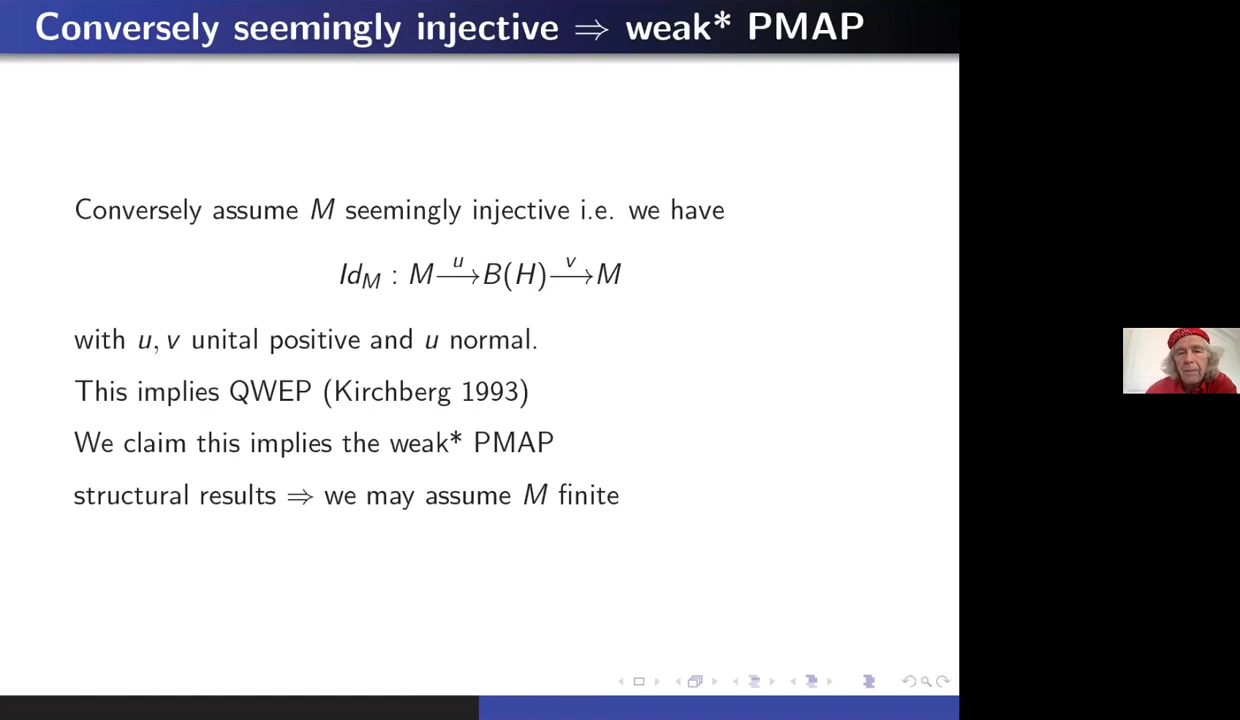 Conversely seemingly injective ⇒ weak* PMAP
Conversely assume M seemingly injective i.e. we have
Id_M : M —u→ B(H) —v→ M
with u, v unital positive and u normal.
This implies QWEP (Kirchberg 1993)
We claim this implies the weak* PMAP
structural results ⇒ we may assume M finite